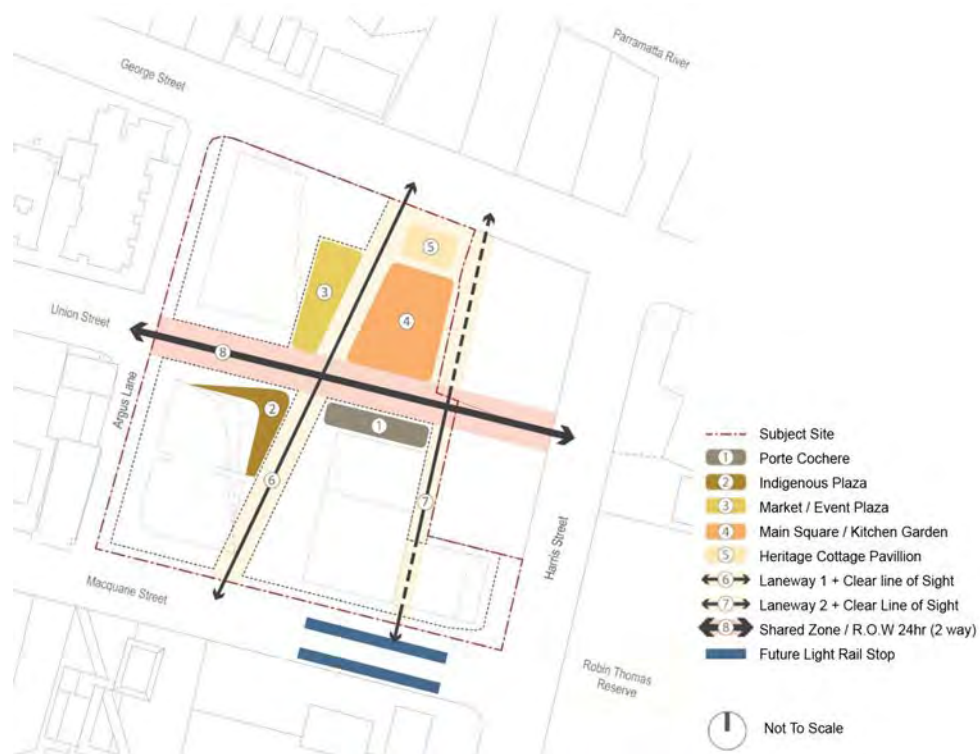 George Street
Parramatta River
5
3
4
Union Street
8
Argus Lane
2
1
6
7
Harris Street
Macquarie Street
Robin Thomas
Reserve
Subject Site
1 Porte Cochere
2 Indigenous Plaza
3 Market / Event Plaza
4 Main Square / Kitchen Garden
5 Heritage Cottage Pavillion
6 Laneway 1 + Clear line of Sight
7 Laneway 2 + Clear Line of Sight
8 Shared Zone / R.O.W 24hr (2 way)
Future Light Rail Stop
Not To Scale